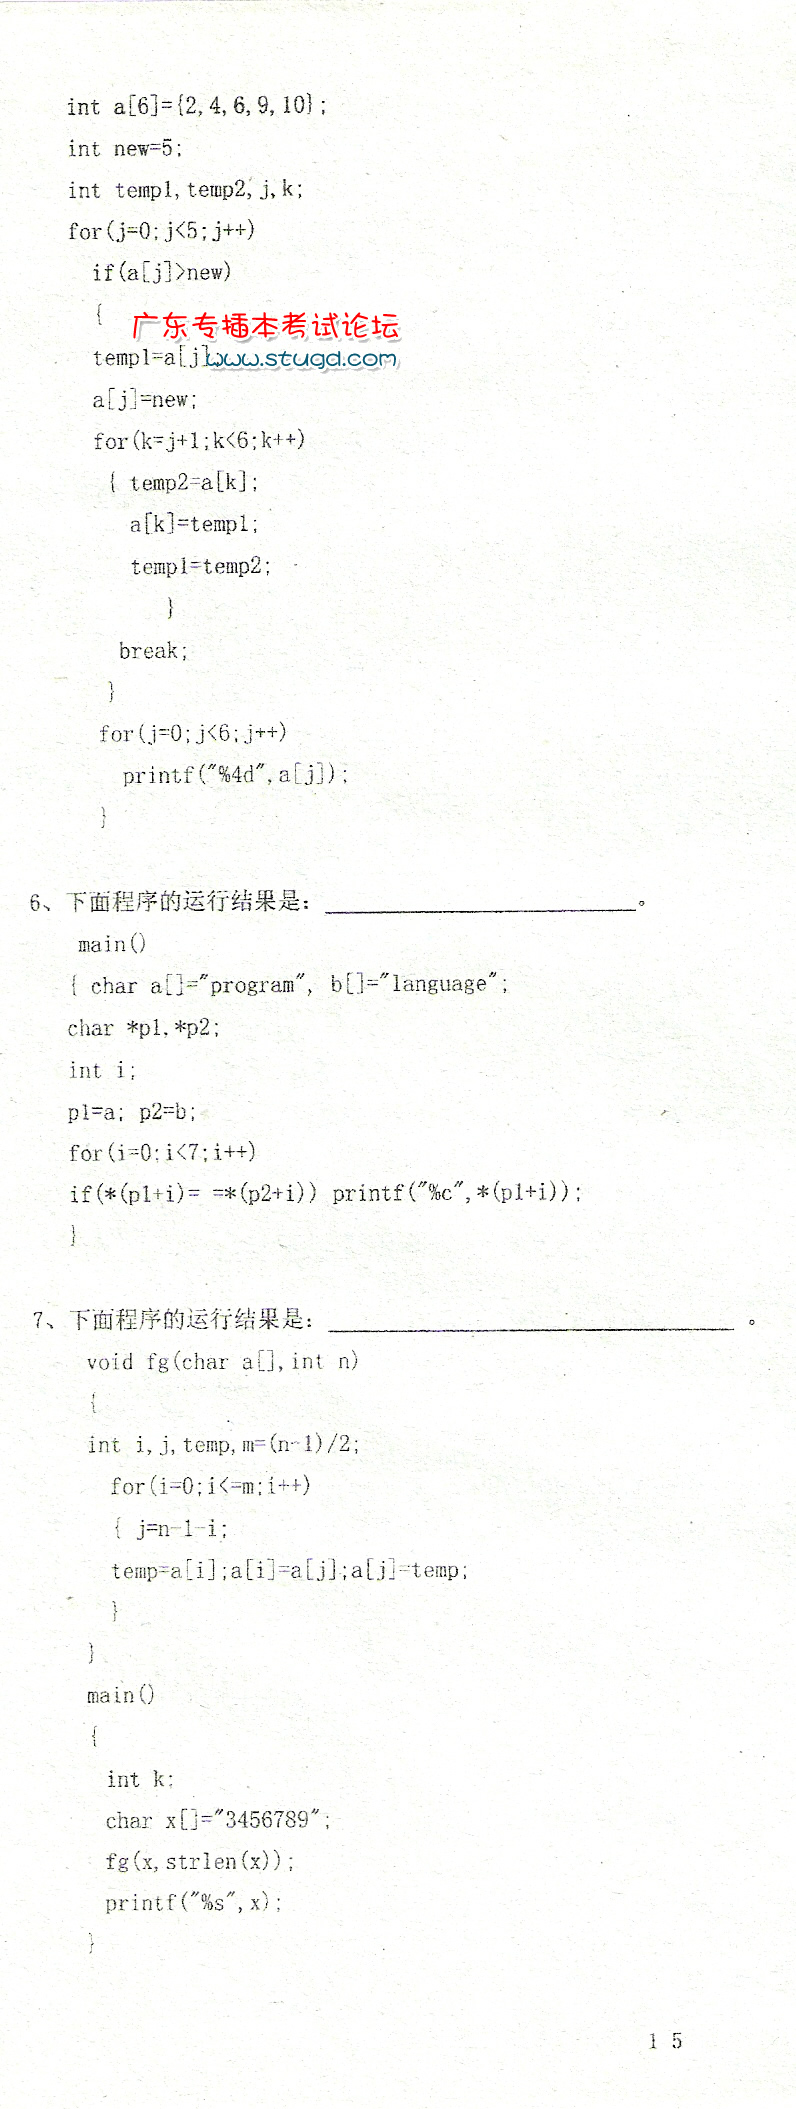 int a[6]={2,4,6,9,10};
int new=5;
int temp1,temp2,j,k;
for(j=0;j<5;j++)
if(a[j]>new)
{
广东专插本考试论坛
temp1=a[j]
www.stugd.com
a[j]=new;
for(k=j+1;k<6;k++)
{ temp2=a[k];
a[k]=temp1;
temp1=temp2;
}
break;
}
for(j=0;j<6;j++)
printf("%4d",a[j]);
}
6、下面程序的运行结果是：____________________。
main()
{ char a[]="program", b[]="language";
char *p1,*p2;
int i;
p1=a; p2=b;
for(i=0;i<7;i++)
if(*(p1+i)= =*(p2+i)) printf("%c",*(p1+i));
}
7、下面程序的运行结果是：____________________。
void fg(char a[],int n)
{
int i,j,temp,m=(n-1)/2;
for(i=0;i<=m;i++)
{ j=n-1-i;
temp=a[i];a[i]=a[j];a[j]=temp;
}
}
main()
{
int k;
char x[]="3456789";
fg(x,strlen(x));
printf("%s",x);
}
1 5